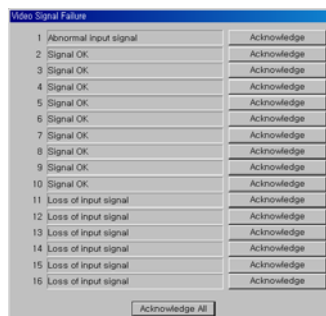 Video Signal Failure
1 Abnormal input signal Acknowledge
2 Signal OK Acknowledge
3 Signal OK Acknowledge
4 Signal OK Acknowledge
5 Signal OK Acknowledge
6 Signal OK Acknowledge
7 Signal OK Acknowledge
8 Signal OK Acknowledge
9 Signal OK Acknowledge
10 Signal OK Acknowledge
11 Loss of input signal Acknowledge
12 Loss of input signal Acknowledge
13 Loss of input signal Acknowledge
14 Loss of input signal Acknowledge
15 Loss of input signal Acknowledge
16 Loss of input signal Acknowledge
Acknowledge All